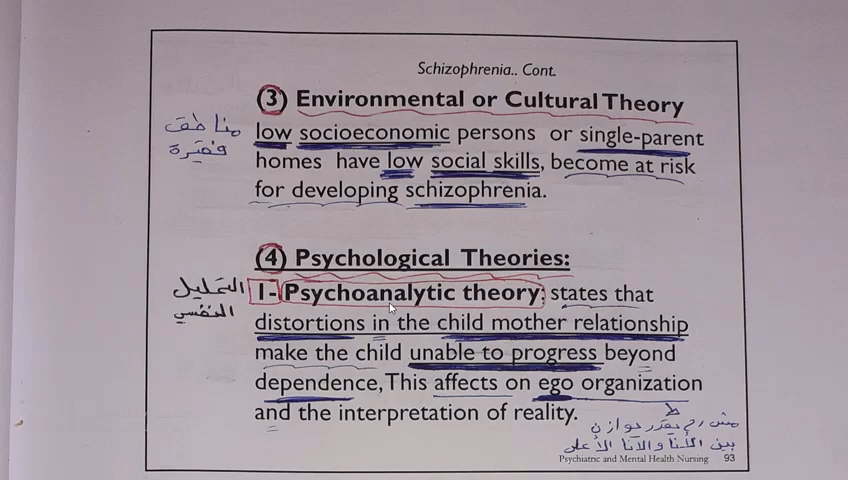 Schizophrenia.. Cont.
3 Environmental or Cultural Theory
low socioeconomic persons or single-parent
homes have low social skills, become at risk
for developing schizophrenia.
مناطق
فقيرة
4 Psychological Theories:
1- Psychoanalytic theory: states that
distortions in the child mother relationship
make the child unable to progress beyond
dependence, This affects on ego organization
and the interpretation of reality.
التحليل
النفسي
مش رح يقدر يوازن
بين الأنا والأنا الأعلى
Psychiatric and Mental Health Nursing 93